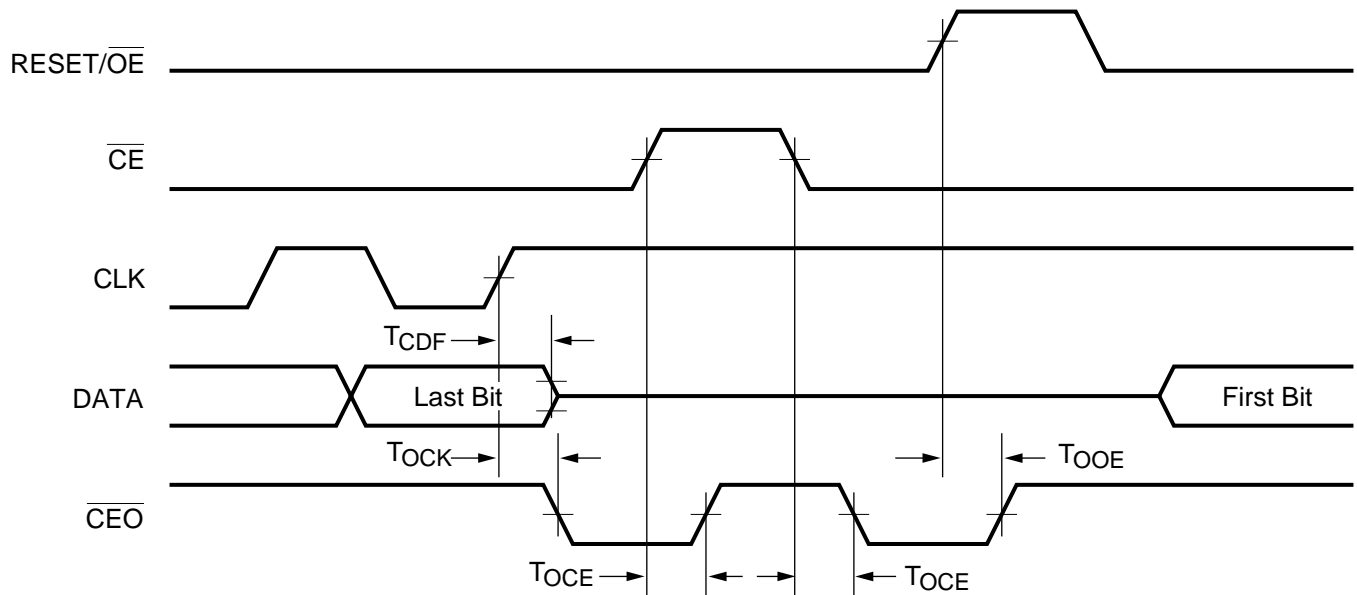 RESET/OE
CE
CLK
TCDF
DATA
Last Bit
First Bit
TOCK
TOOE
CEO
TOCE
TOCE